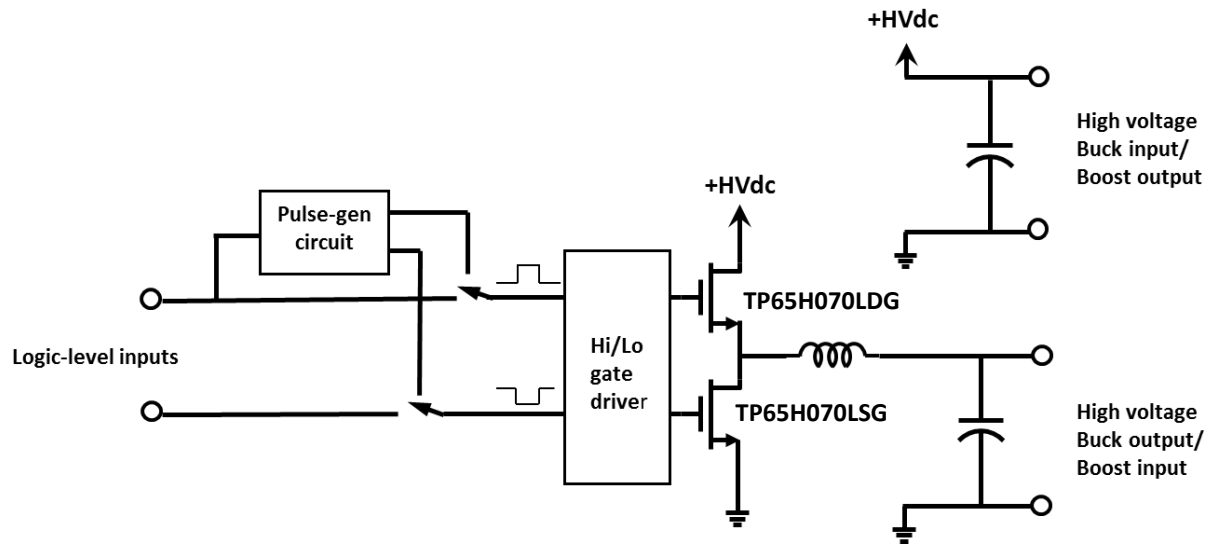 +HVdc
High voltage
Buck input/
Boost output
+HVdc
Pulse-gen
circuit
TP65H070LDG
Logic-level inputs
Hi/Lo
gate
driver
TP65H070LSG
High voltage
Buck output/
Boost input